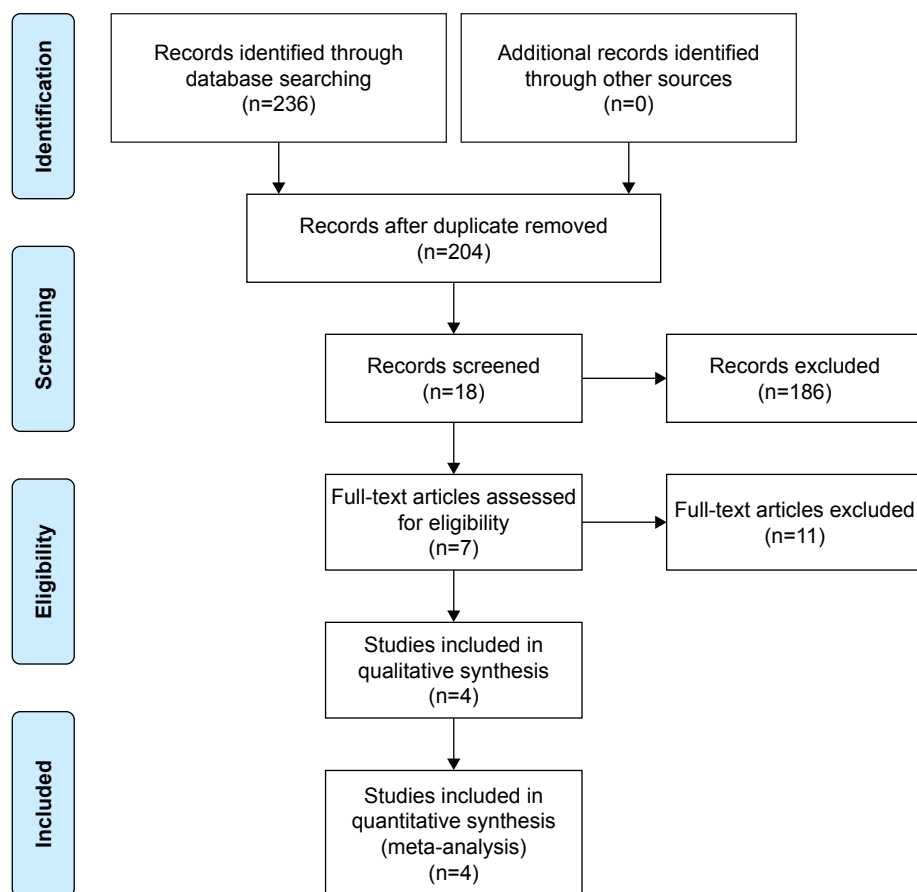 Identification
Records identified through
database searching
(n=236)
Additional records identified
through other sources
(n=0)
Records after duplicate removed
(n=204)
Screening
Records screened
(n=18)
Records excluded
(n=186)
Eligibility
Full-text articles assessed
for eligibility
(n=7)
Full-text articles excluded
(n=11)
Studies included in
qualitative synthesis
(n=4)
Included
Studies included in
quantitative synthesis
(meta-analysis)
(n=4)